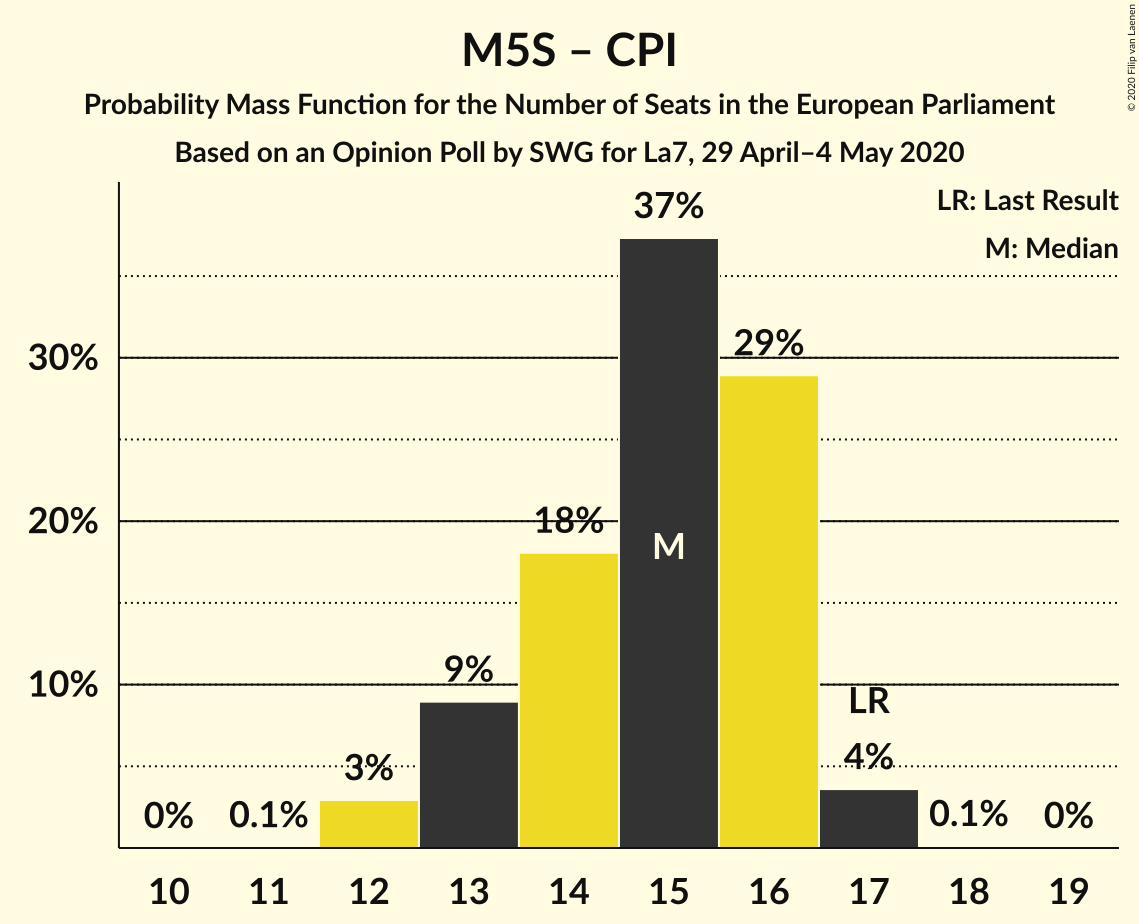 M5S – CPI
Probability Mass Function for the Number of Seats in the European Parliament
Based on an Opinion Poll by SWG for La7, 29 April–4 May 2020
© 2020 Filip van Laenen
LR: Last Result
M: Median
37%
30%
29%
20%
18%
M
9%
10%
LR
3%
4%
0%
0.1%
0.1%
0%
10 11 12 13 14 15 16 17 18 19